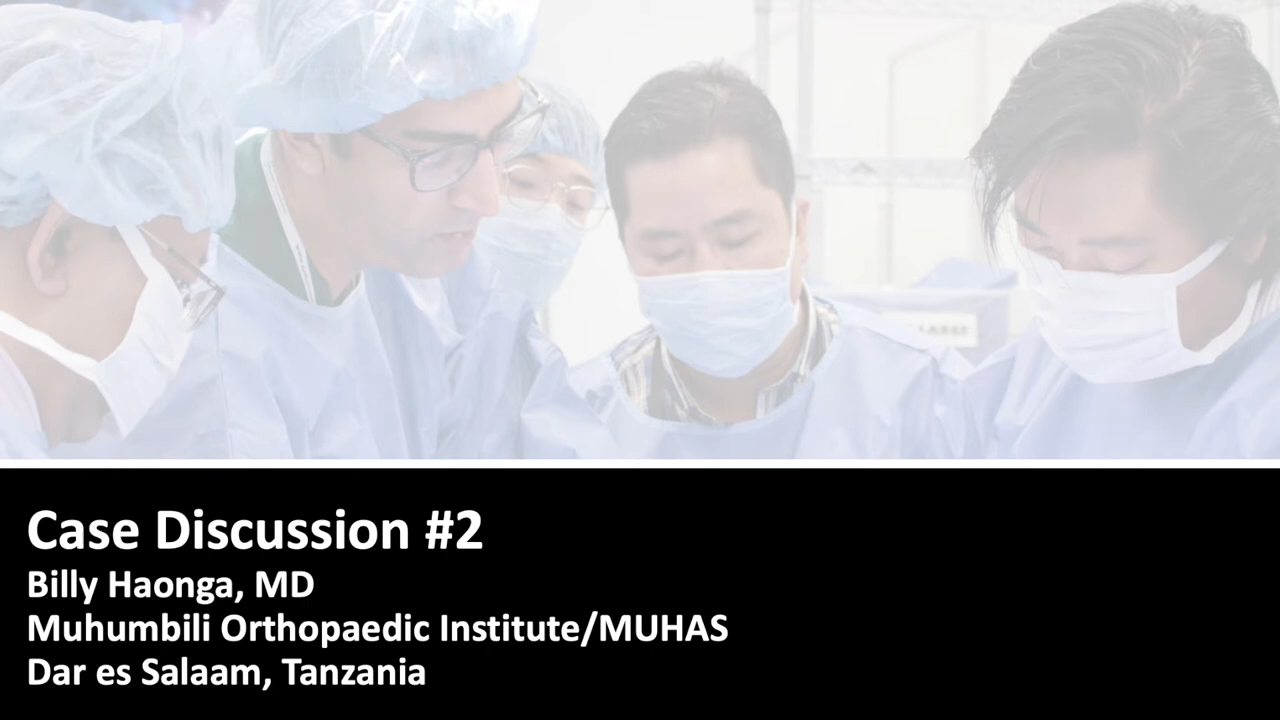 Case Discussion #2
Billy Haonga, MD
Muhumbili Orthopaedic Institute/MUHAS
Dar es Salaam, Tanzania